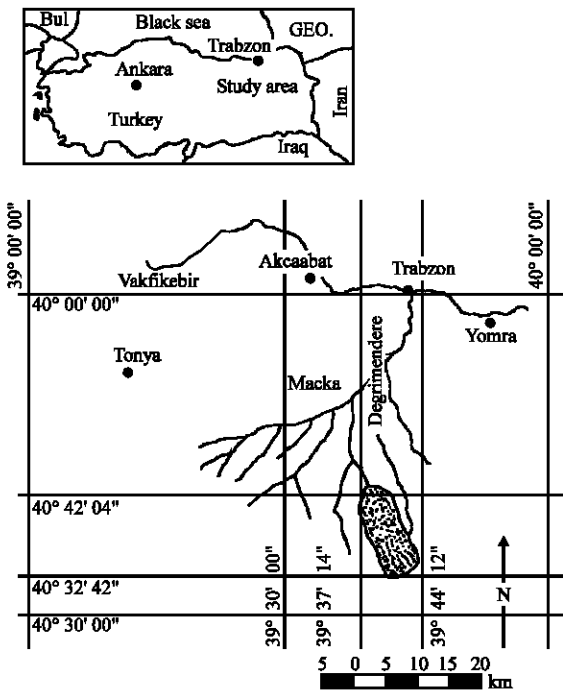 Bul
Black sea
GEO.
Trabzon
Ankara
Study area
Iran
Turkey
Iraq
39° 00' 00"
40° 00' 00"
Akcaabat
Trabzon
Vakfikebir
40° 00' 00"
Yomra
Tonya
Macka
Degrimendere
40° 42' 04"
40° 32' 42"
40° 30' 00"
39° 30' 00"
39° 37' 14"
39° 44' 12"
N
5 0 5 10 15 20
km